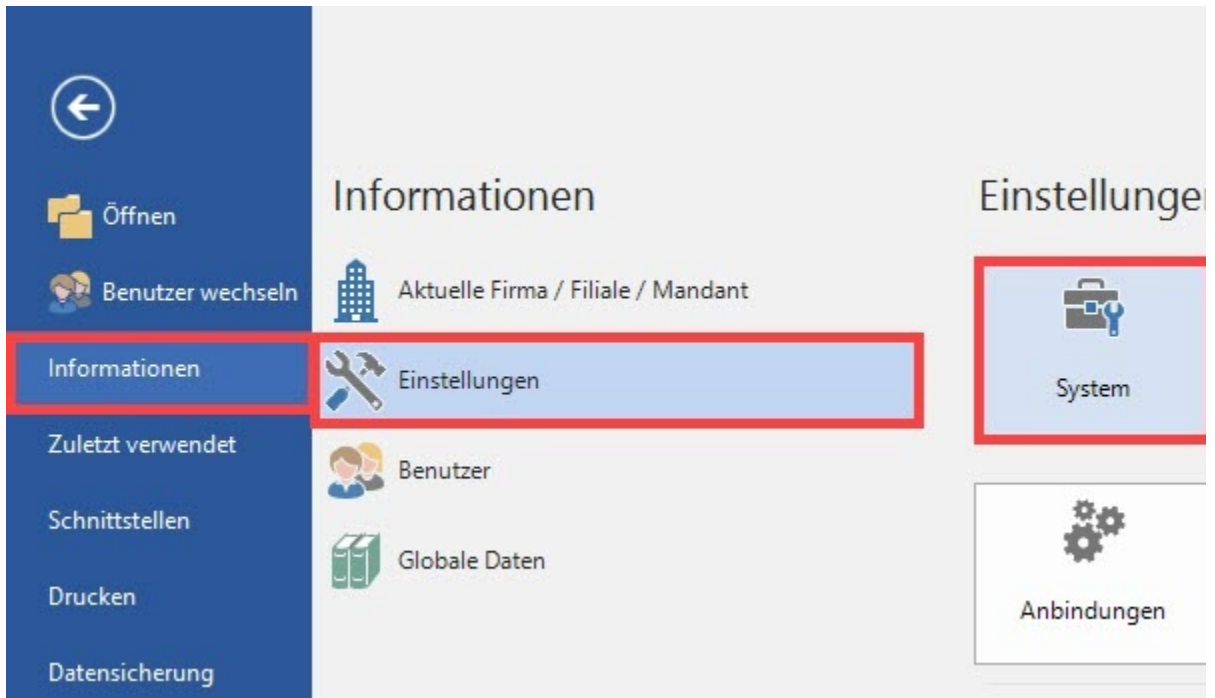 Öffnen
Benutzer wechseln
Informationen
Zuletzt verwendet
Schnittstellen
Drucken
Datensicherung
Informationen
Aktuelle Firma / Filiale / Mandant
Einstellungen
Benutzer
Globale Daten
Einstellungen
System
Anbindungen